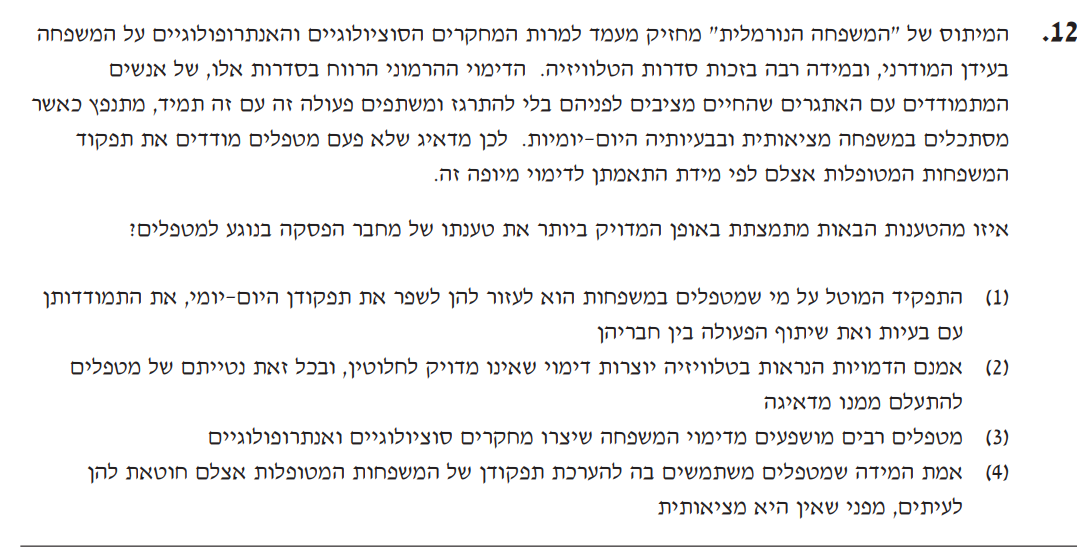 12. המיתוס של "המשפחה הנורמלית" מחזיק מעמד למרות המחקרים הסוציולוגיים והאנתרופולוגיים על המשפחה
בעידן המודרני, ובמידה רבה בזכות סדרות הטלוויזיה. הדימוי ההרמוני הרווח בסדרות אלו, של אנשים
המתמודדים עם האתגרים שהחיים מציבים לפניהם בלי להתרגז ומשתפים פעולה זה עם זה תמיד, מתנפץ כאשר
מסתכלים במשפחה מציאותית ובבעיותיה היום-יומיות. לכן מדאיג שלא פעם מטפלים מודדים את תפקוד
המשפחות המטופלות אצלם לפי מידת התאמתן לדימוי מיופה זה.
איזו מהטענות הבאות מתמצתת באופן המדויק ביותר את טענתו של מחבר הפסקה בנוגע למטפלים?
(1) התפקיד המוטל על מי שמטפלים במשפחות הוא לעזור להן לשפר את תפקודן היום-יומי, את התמודדותן
עם בעיות ואת שיתוף הפעולה בין חבריהן
(2) אמנם הדמויות הנראות בטלוויזיה יוצרות דימוי שאינו מדויק לחלוטין, ובכל זאת נטייתם של מטפלים
להתעלם ממנו מדאיגה
(3) מטפלים רבים מושפעים מדימוי המשפחה שיצרו מחקרים סוציולוגיים ואנתרופולוגיים
(4) אמת המידה שמטפלים משתמשים בה להערכת תפקודן של המשפחות המטופלות אצלם חוטאת להן
לעיתים, מפני שאין היא מציאותית